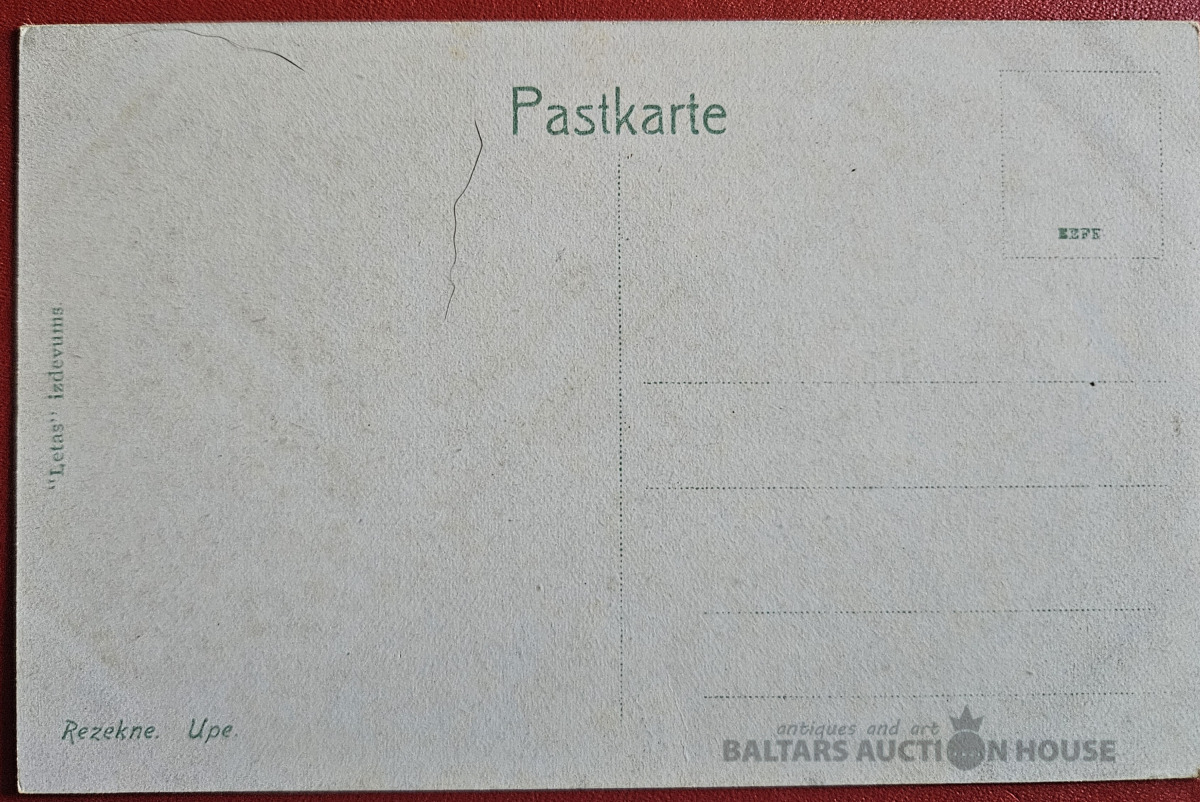 Pastkarte
"Letas" izdevums
Rezekne. Upe.
antiques and art
BALTARS AUCTION HOUSE